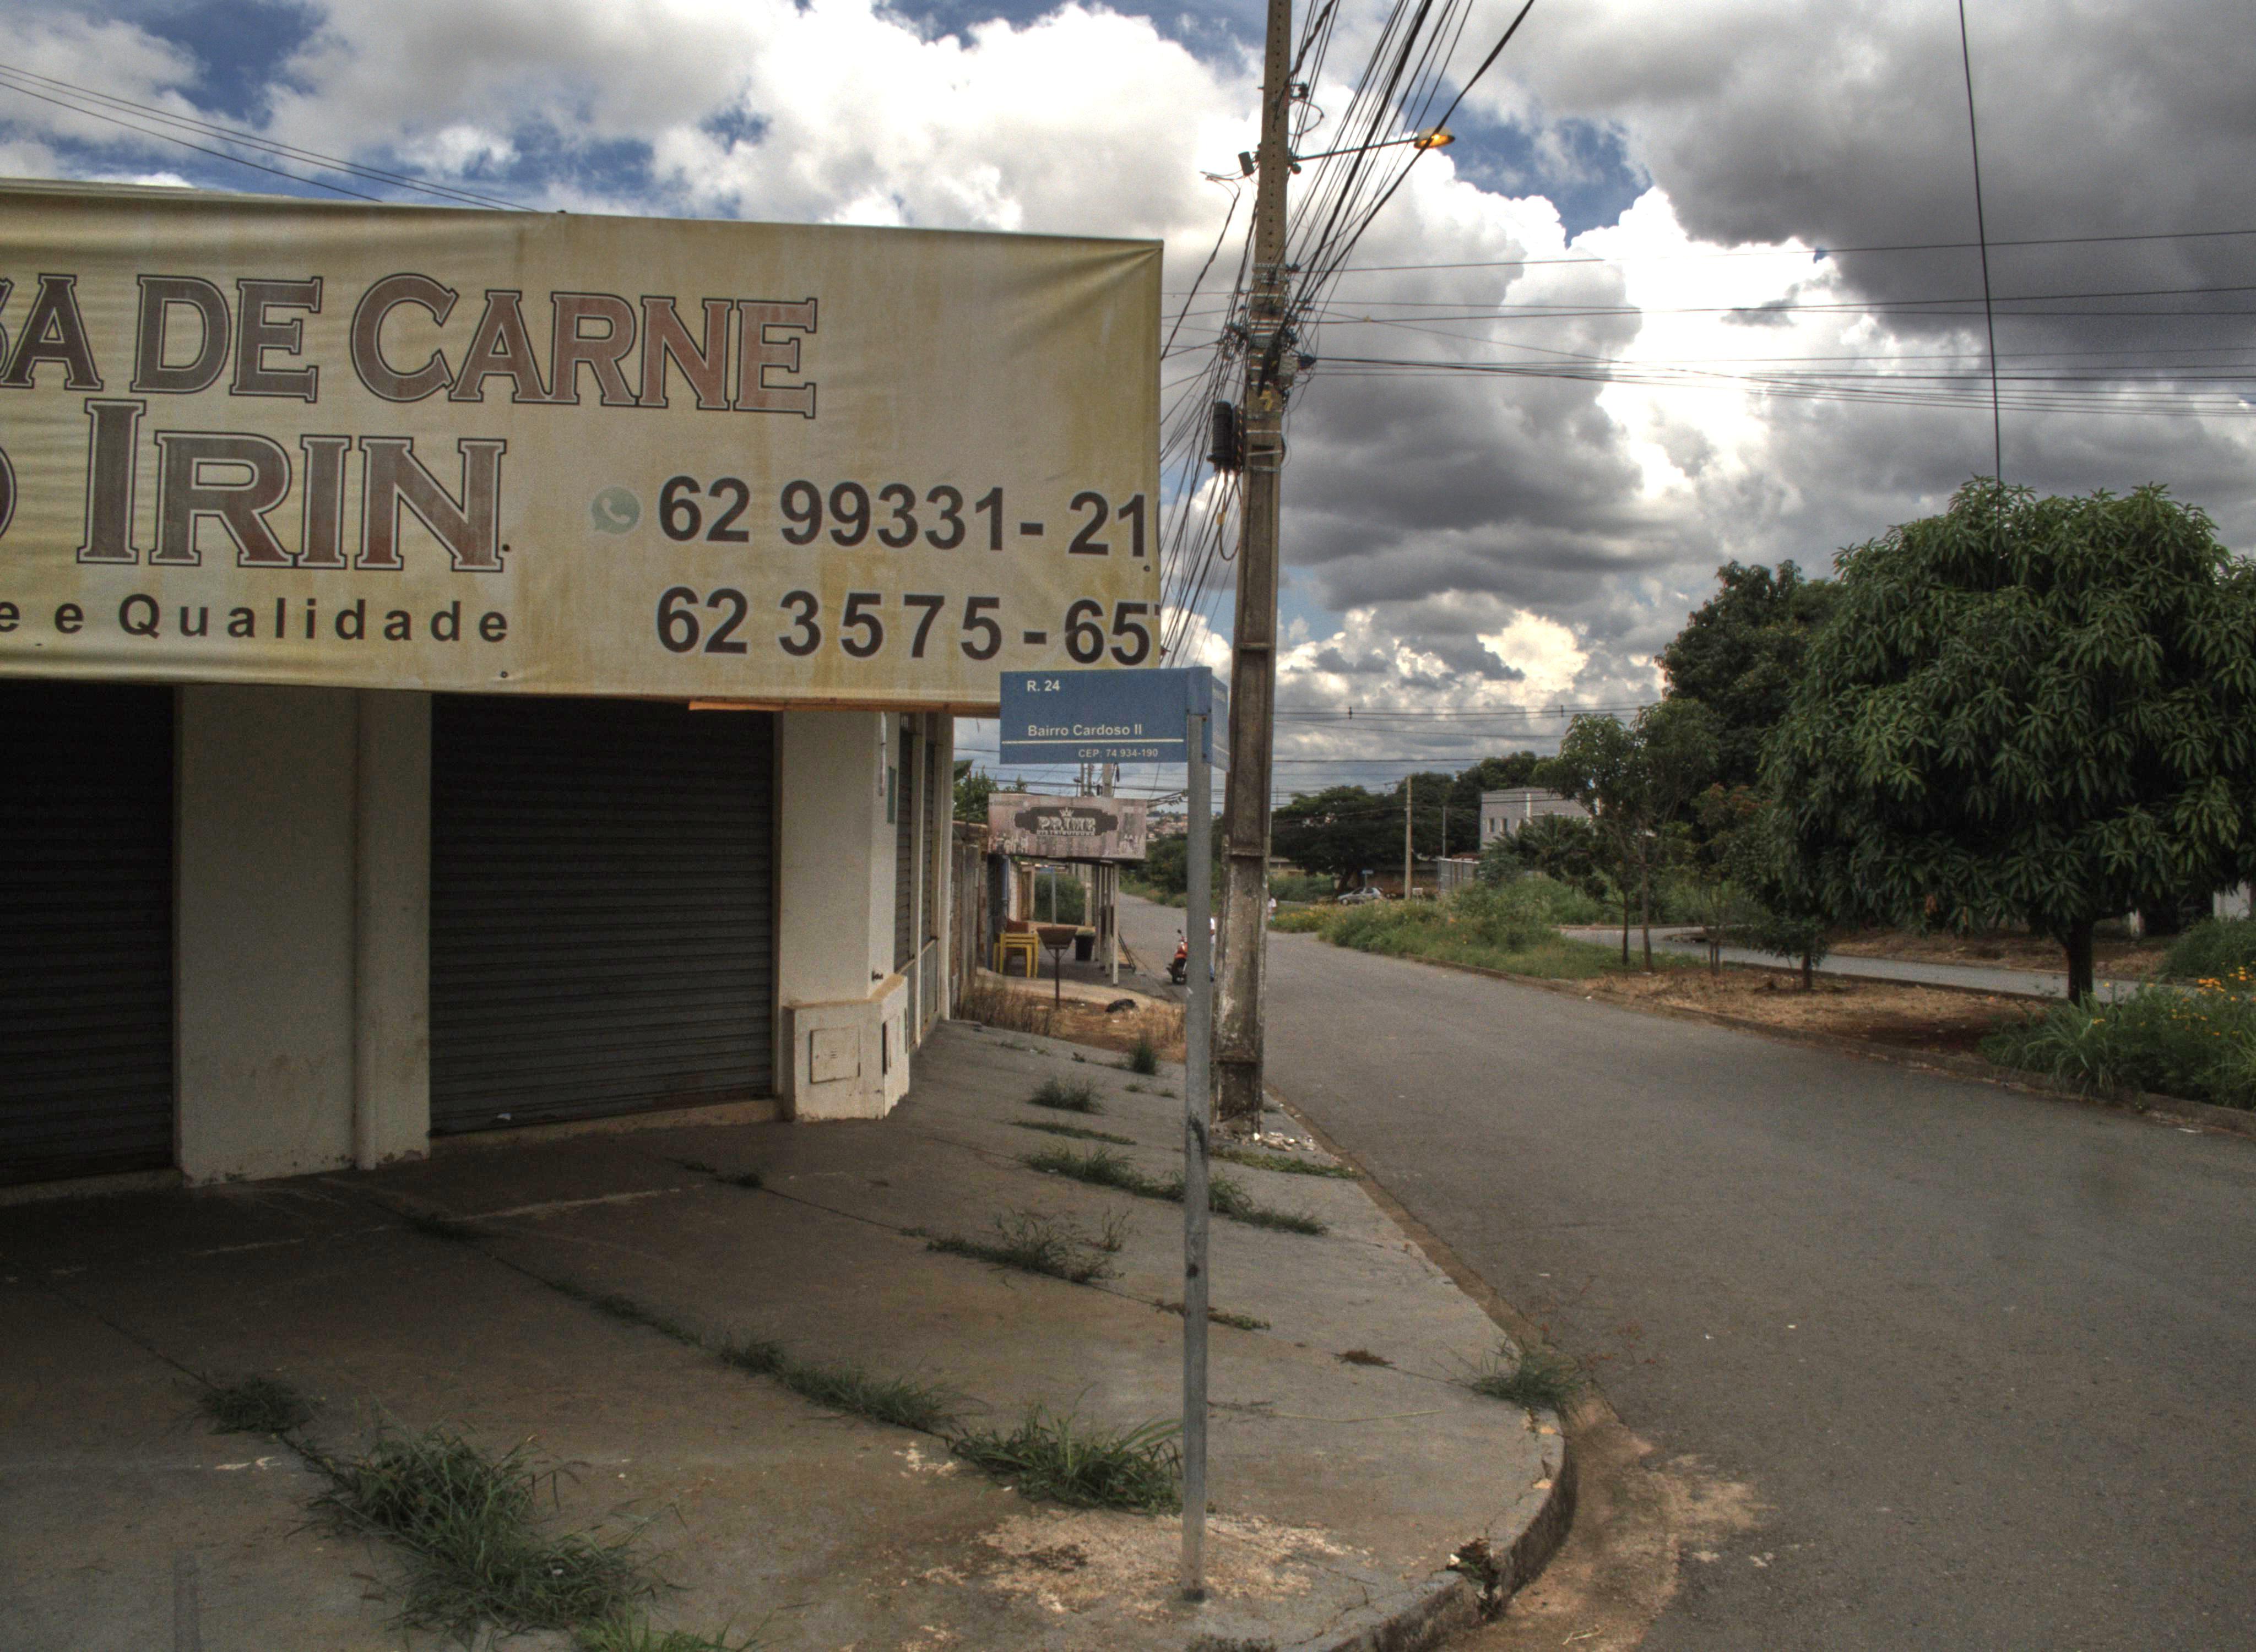 SA DE CARNE
IRIN
e e Qualidade
62 99331-21
62 3575-65
R. 24
Bairro Cardoso II
CEP: 74.934-190
PRIME